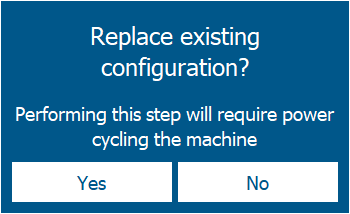 Replace existing
configuration?
Performing this step will require power
cycling the machine
Yes
No